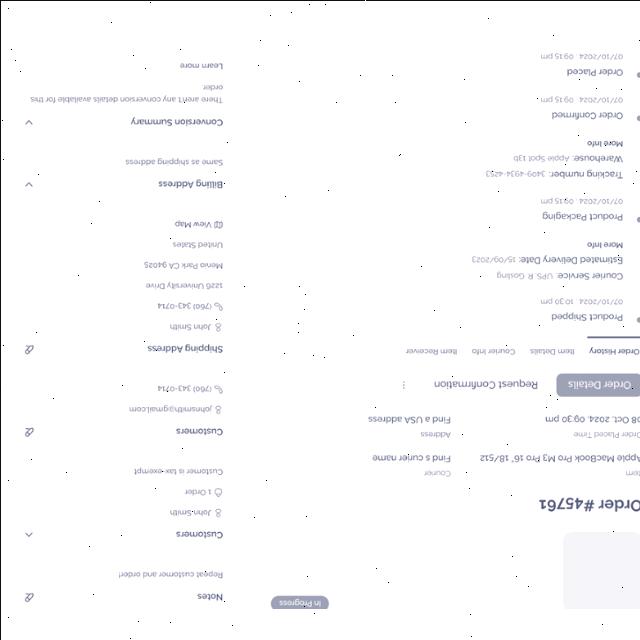 In Progress
Order #45761
Item
Apple MacBook Pro M3 Pro 16" 18/512
Courier
Find s currier name
Order Placed Time
08 Oct, 2024, 09:30 pm
Address
Find a USA address
Order Details
Request Confirmation
Order History
Item Details
Courier Info
Item Receiver
Product Shipped
07/10/2024 . 10:30 pm
Courier Service: UPS, R. Gosling
Estimated Delivery Date: 15/09/2023
More Info
Product Packaging
07/10/2024 . 09:15 pm
Tracking number: 3409-4934-4253
Warehouse: Apple Spot 13b
More Info
Order Confirmed
07/10/2024 . 09:15 pm
Order Placed
07/10/2024 . 09:15 pm
Notes
Repeat customer and order!
Customers
John Smith
1 Order
Customer is tax-exempt
Customers
johnsmith@gmail.com
(760) 343-0714
Shipping Address
John Smith
(760) 343-0714
1226 University Drive
Menlo Park CA 94025
United States
View Map
Billing Address
Same as shipping address
Conversion Summary
There aren't any conversion details available for this
order
Learn more